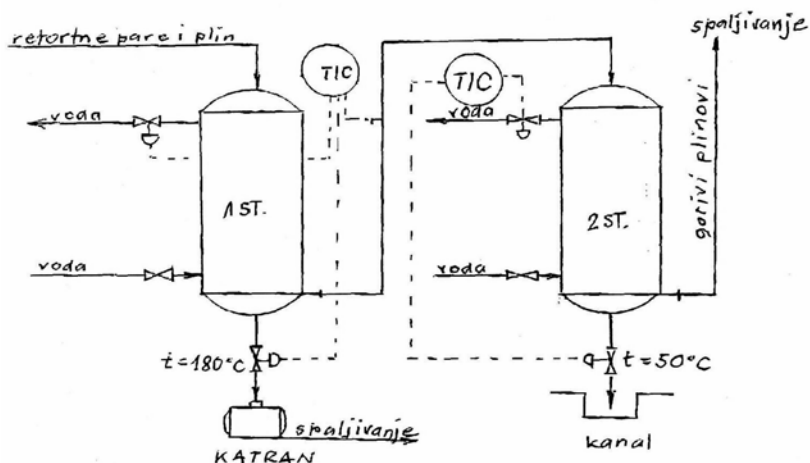 retortne pare i plin
TIC
TIC
spaljivanje
voda
voda
gorivi plinovi
1 ST.
2 ST.
voda
voda
t=180°C
t=50°C
spaljivanje
KATRAN
kanal